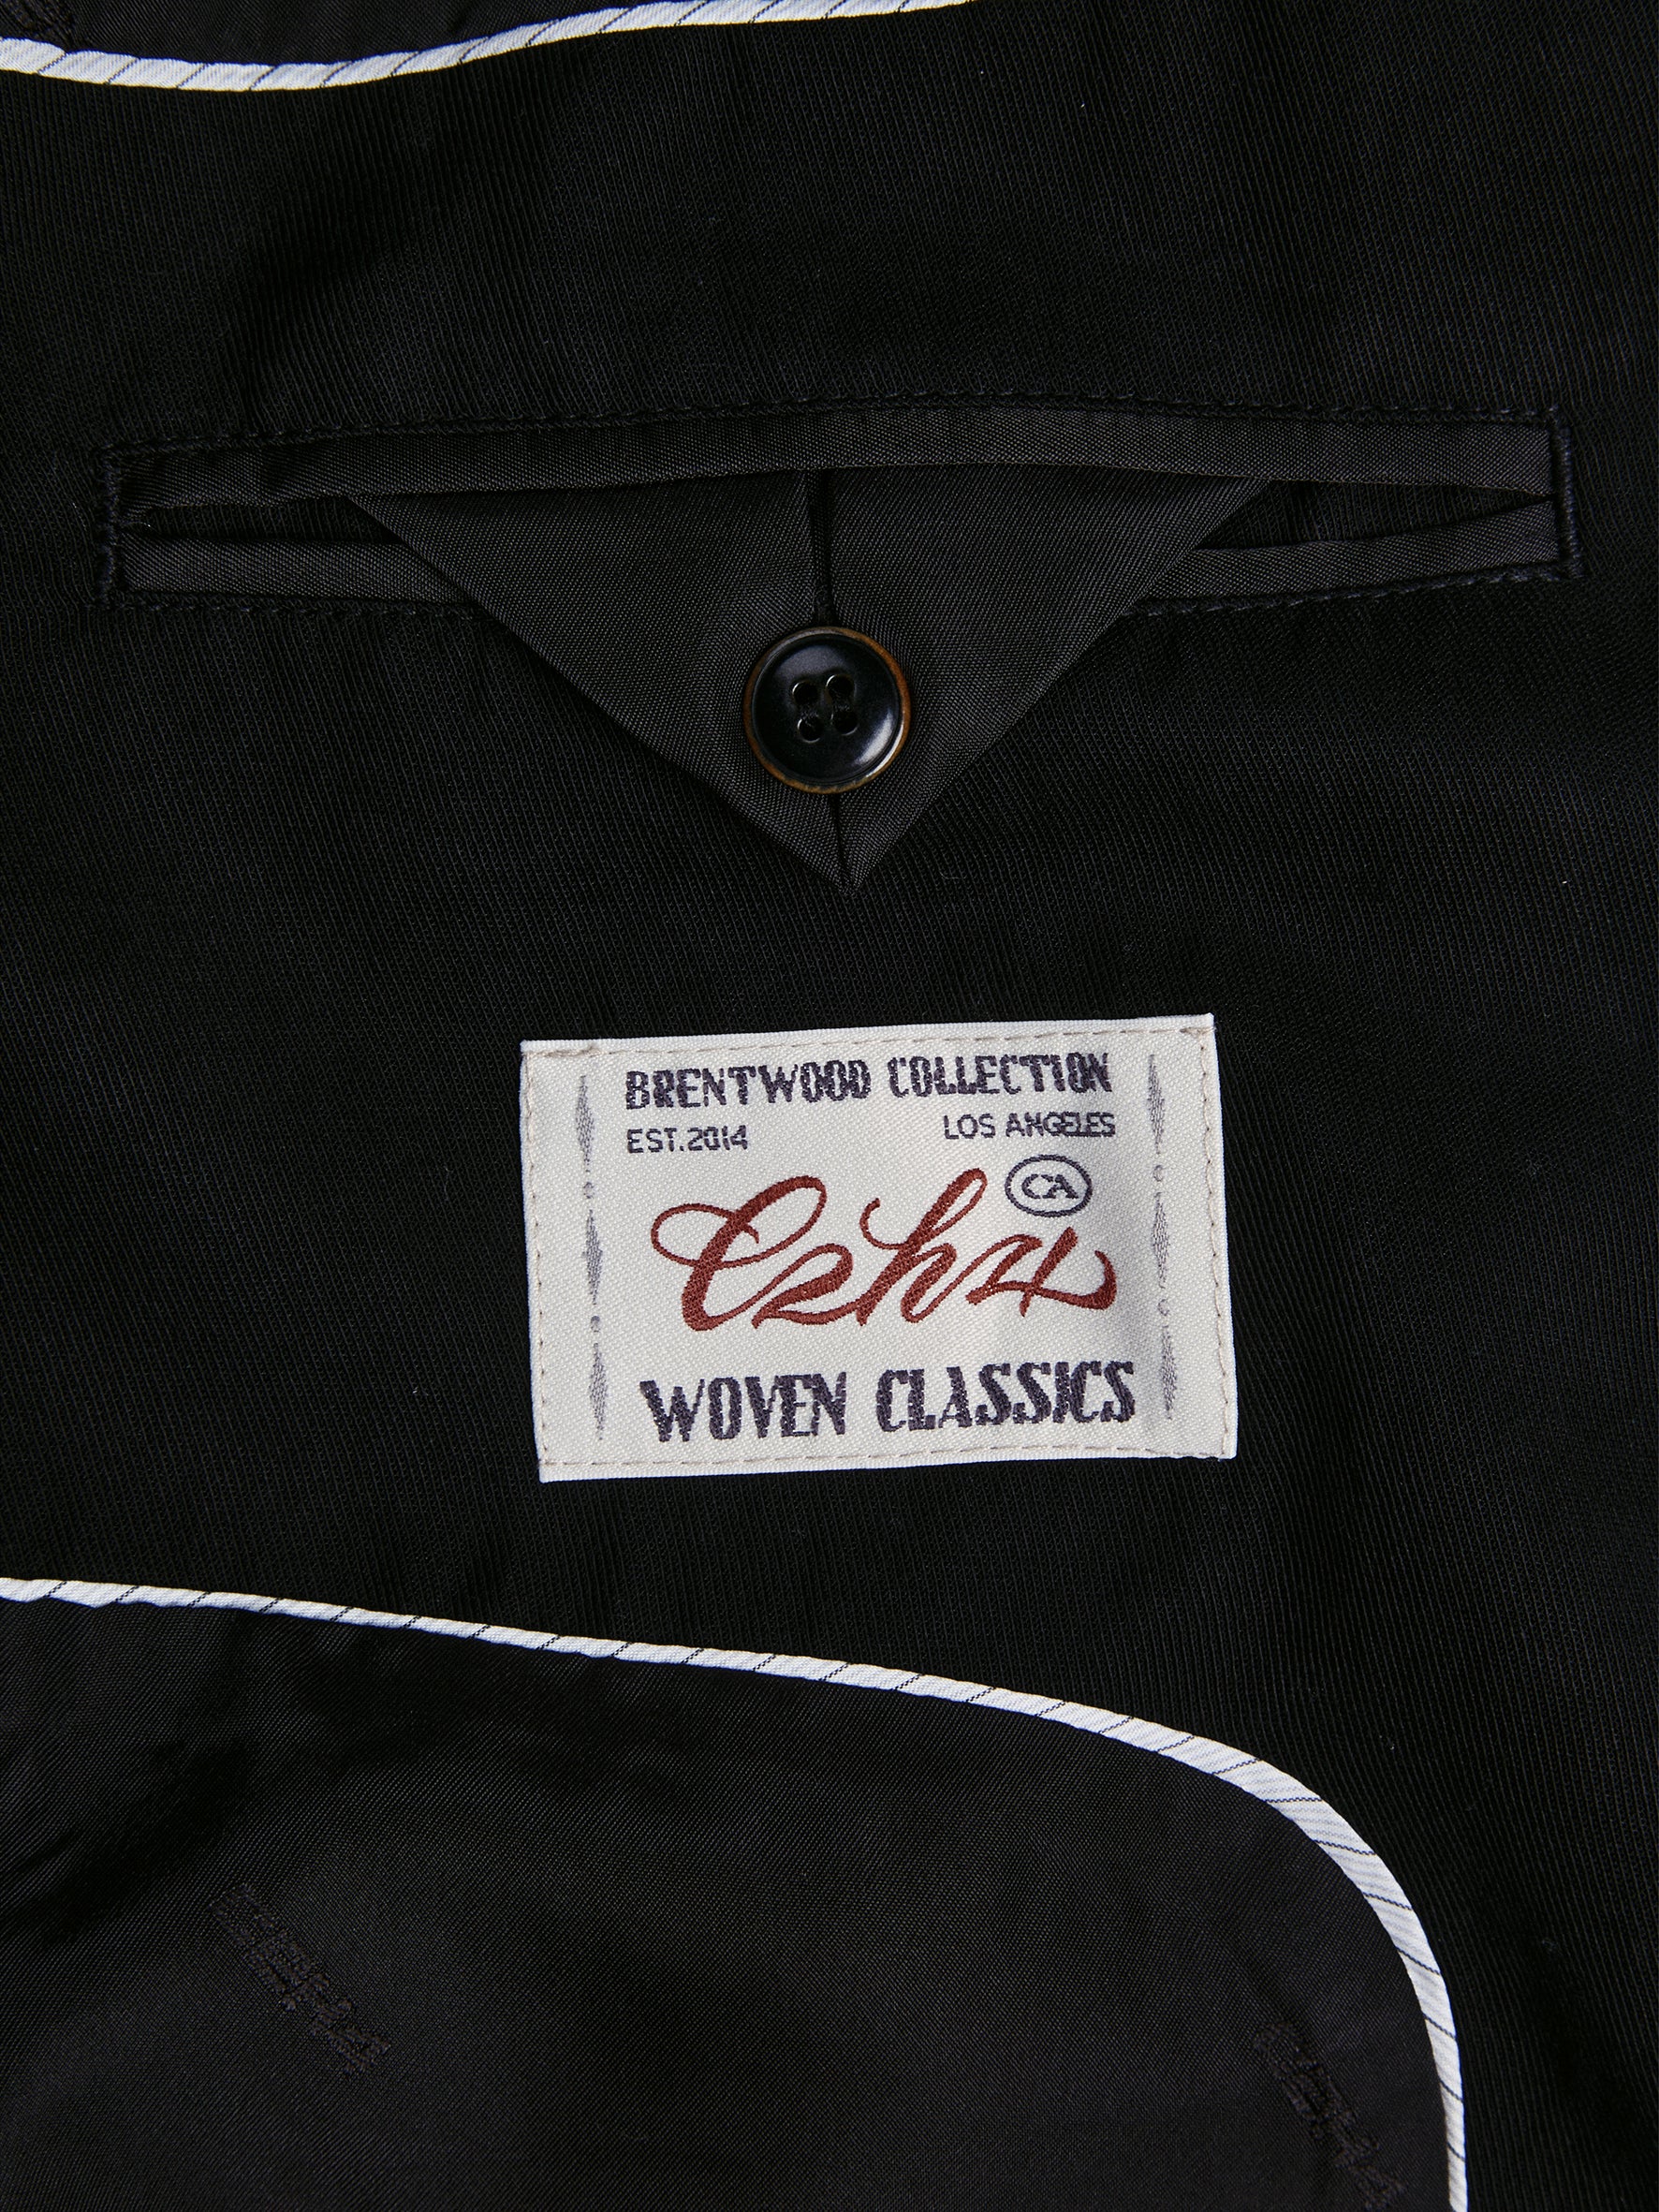 BRENTWOOD COLLECTION
EST.2014 LOS ANGELES
CA
WOVEN CLASSICS